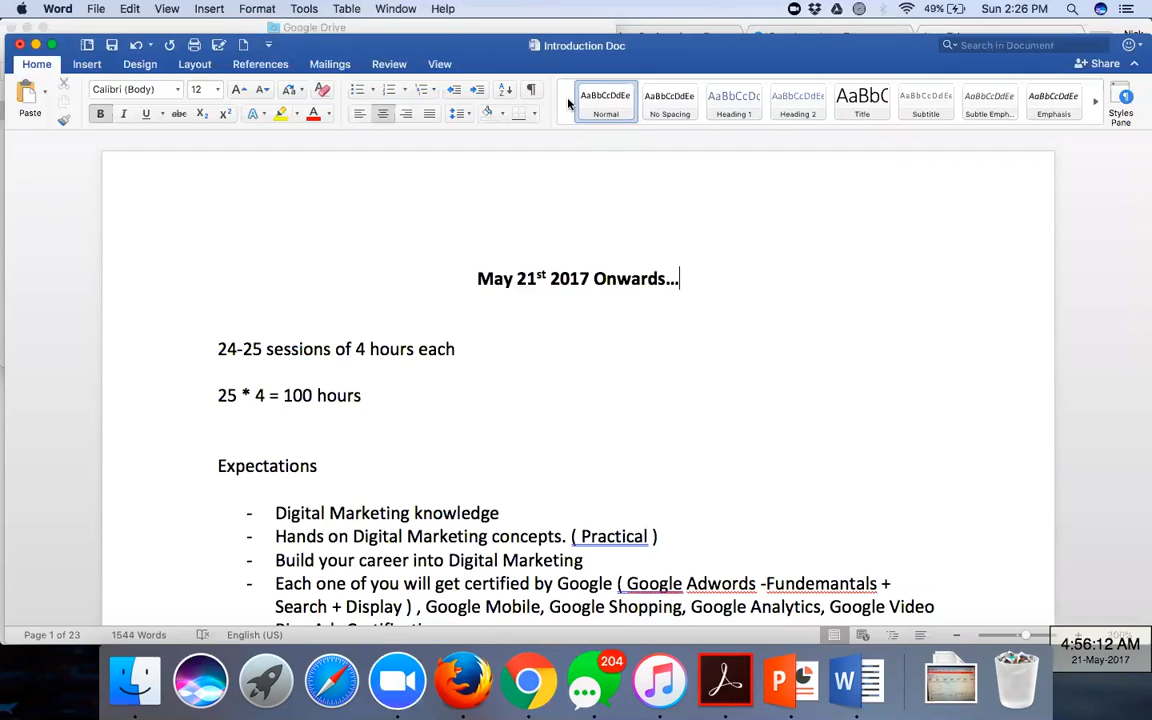 Word File Edit View Insert Format Tools Table Window Help 49% Sun 2:26 PM
Google Drive
Introduction Doc Search in Document
Home Insert Design Layout References Mailings Review View Share
Paste Calibri (Body) 12 AaBbCcDdEe AaBbCcDdEe AaBbCcDc AaBbCcDdEe AaBbC AaBbCcDdEe AaBbCcDdEe AaBbCcDdEe
B I U abc X₂ X² A Normal No Spacing Heading 1 Heading 2 Title Subtitle Subtle Emph... Emphasis Styles Pane
May 21st 2017 Onwards...
24-25 sessions of 4 hours each
25 * 4 = 100 hours
Expectations
- Digital Marketing knowledge
- Hands on Digital Marketing concepts. ( Practical )
- Build your career into Digital Marketing
- Each one of you will get certified by Google ( Google Adwords -Fundemantals +
Search + Display ) , Google Mobile, Google Shopping, Google Analytics, Google Video
Page 1 of 23 1544 Words English (US)
4:56:12 AM
21-May-2017
204